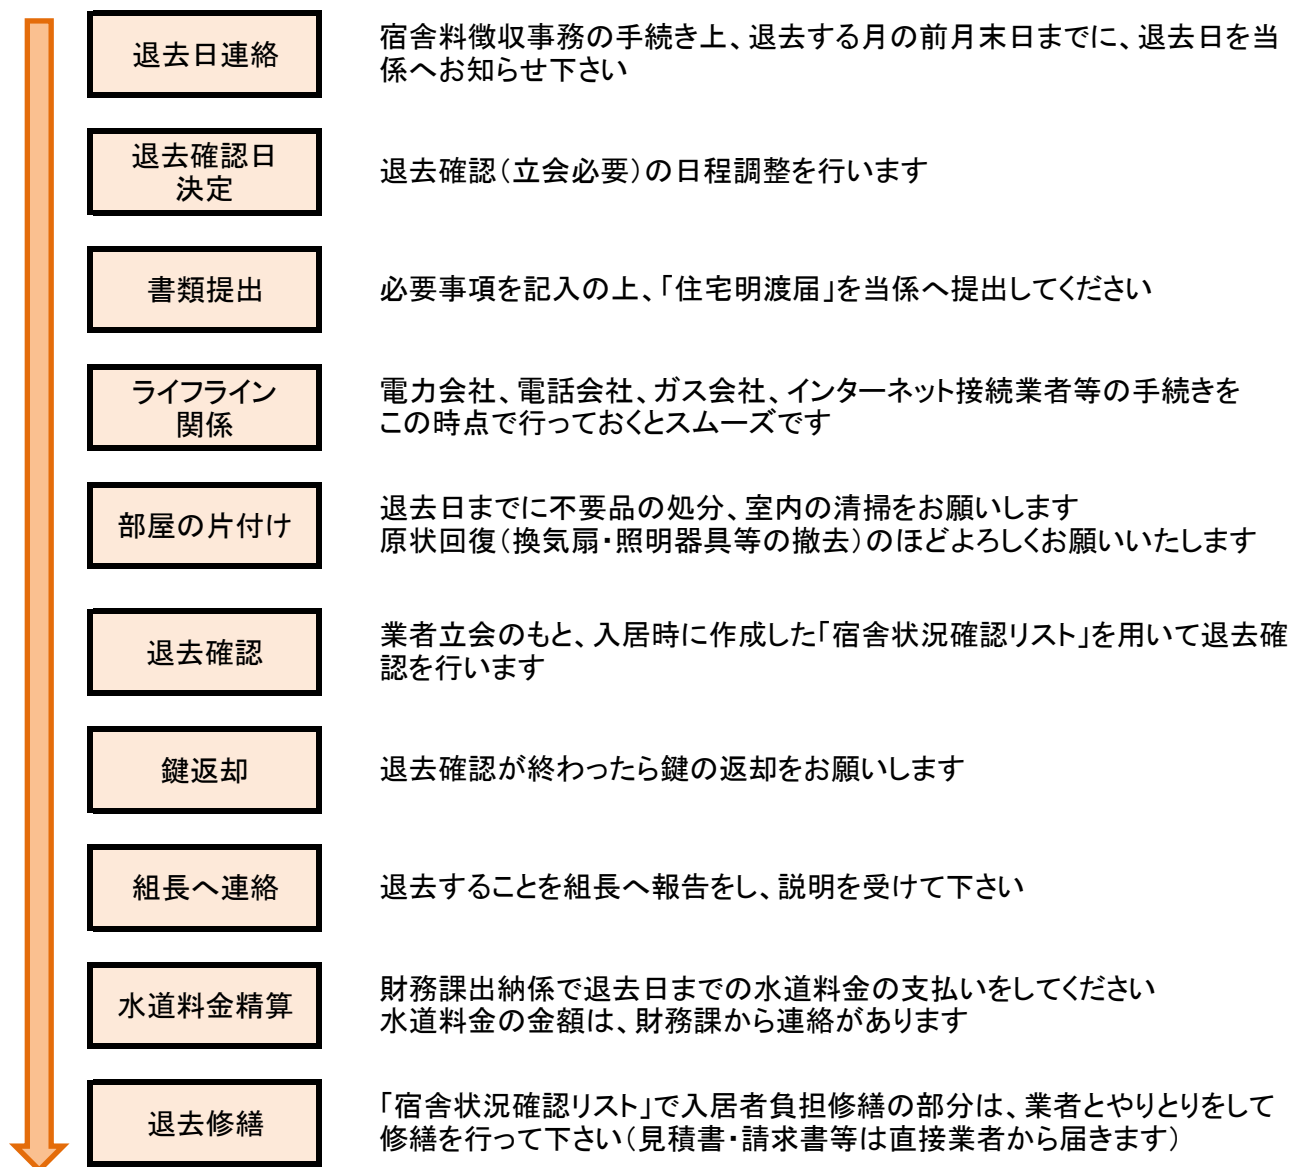 退去日連絡
宿舎料徴収事務の手続き上、退去する月の前月末日までに、退去日を当
係へお知らせ下さい
退去確認日
決定
退去確認（立会必要）の日程調整を行います
書類提出
必要事項を記入の上、「住宅明渡届」を当係へ提出してください
ライフライン
関係
電力会社、電話会社、ガス会社、インターネット接続業者等の手続きを
この時点で行っておくとスムーズです
部屋の片付け
退去日までに不要品の処分、室内の清掃をお願いします
原状回復（換気扇・照明器具等の撤去）のほどよろしくお願いいたします
退去確認
業者立会のもと、入居時に作成した「宿舎状況確認リスト」を用いて退去確
認を行います
鍵返却
退去確認が終わったら鍵の返却をお願いします
組長へ連絡
退去することを組長へ報告をし、説明を受けて下さい
水道料金精算
財務課出納係で退去日までの水道料金の支払いをしてください
水道料金の金額は、財務課から連絡があります
退去修繕
「宿舎状況確認リスト」で入居者負担修繕の部分は、業者とやりとりをして
修繕を行って下さい（見積書・請求書等は直接業者から届きます）